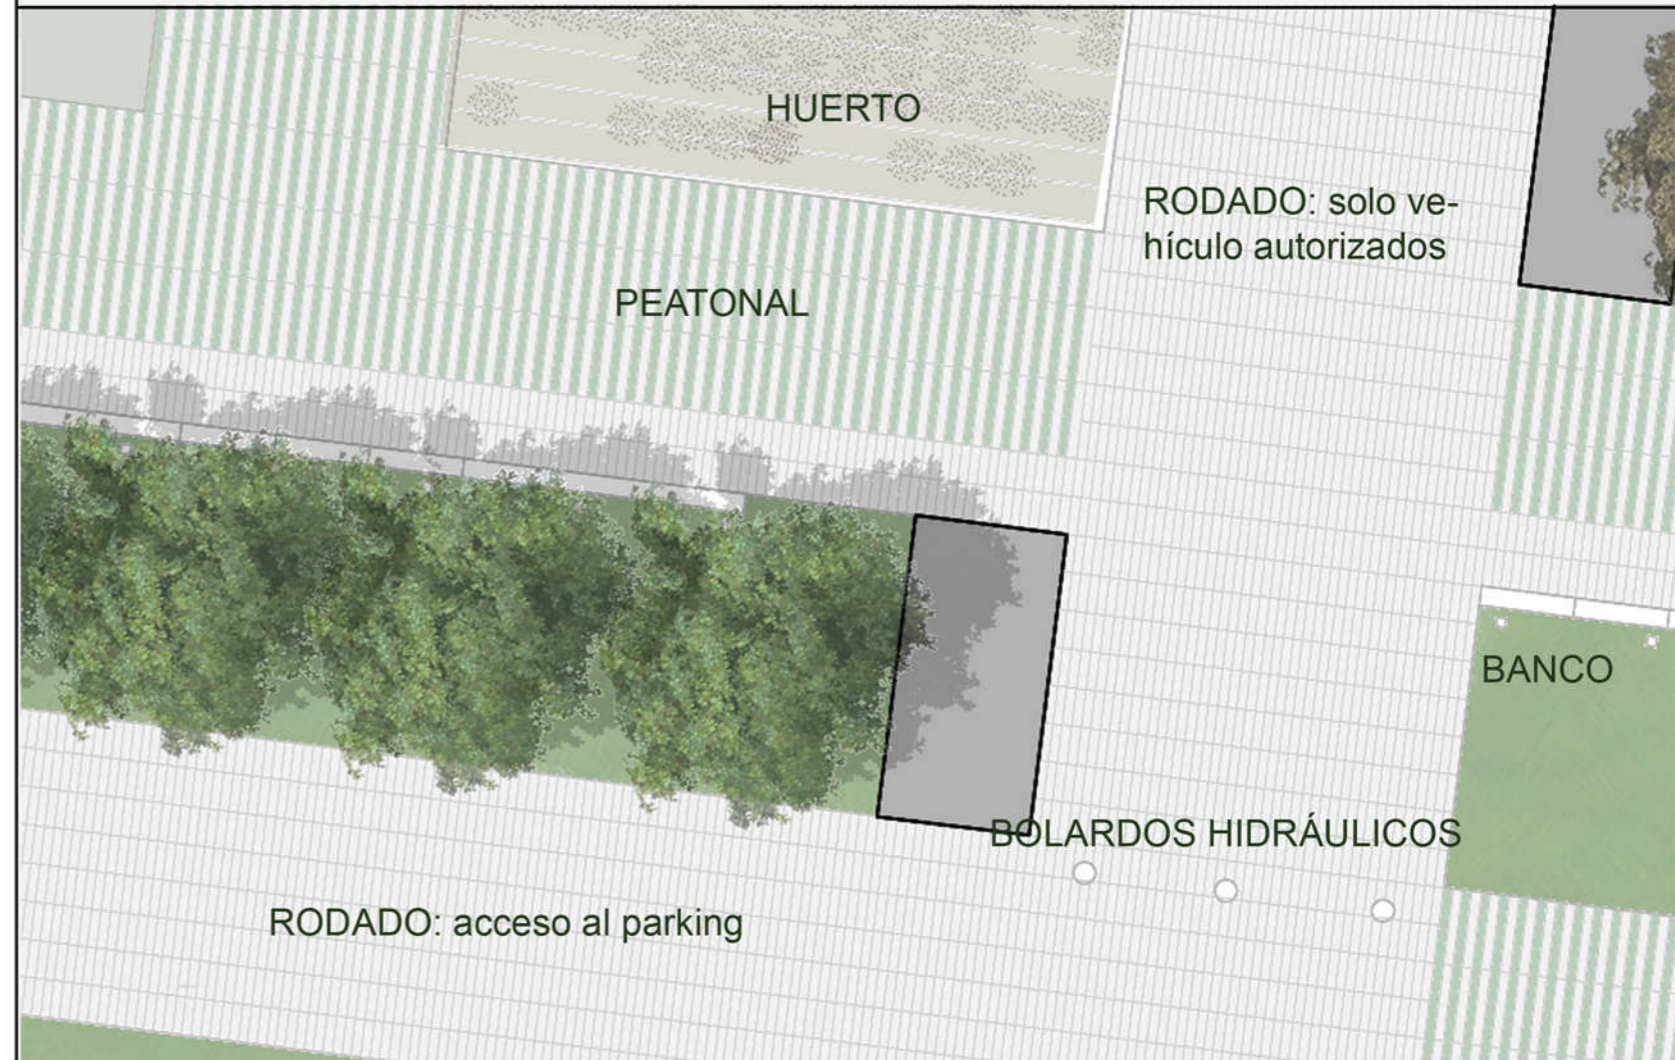 HUERTO
RODADO: solo ve-
hículo autorizados
PEATONAL
BANCO
BOLARDOS HIDRÁULICOS
RODADO: acceso al parking